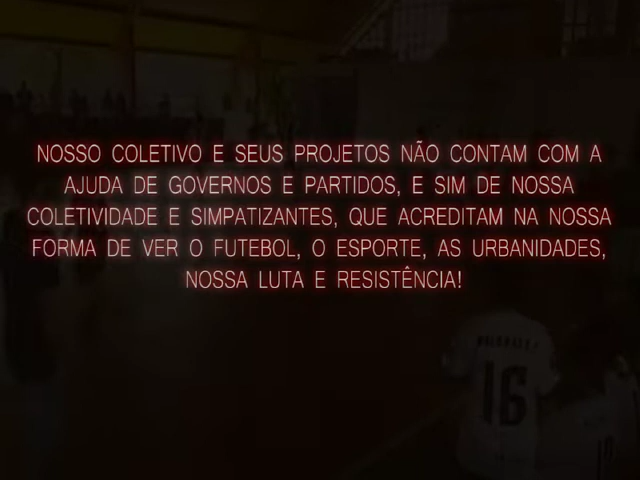 NOSSO COLETIVO E SEUS PROJETOS NÃO CONTAM COM A
AJUDA DE GOVERNOS E PARTIDOS, E SIM DE NOSSA
COLETIVIDADE E SIMPATIZANTES, QUE ACREDITAM NA NOSSA
FORMA DE VER O FUTEBOL, O ESPORTE, AS URBANIDADES,
NOSSA LUTA E RESISTÊNCIA!
16